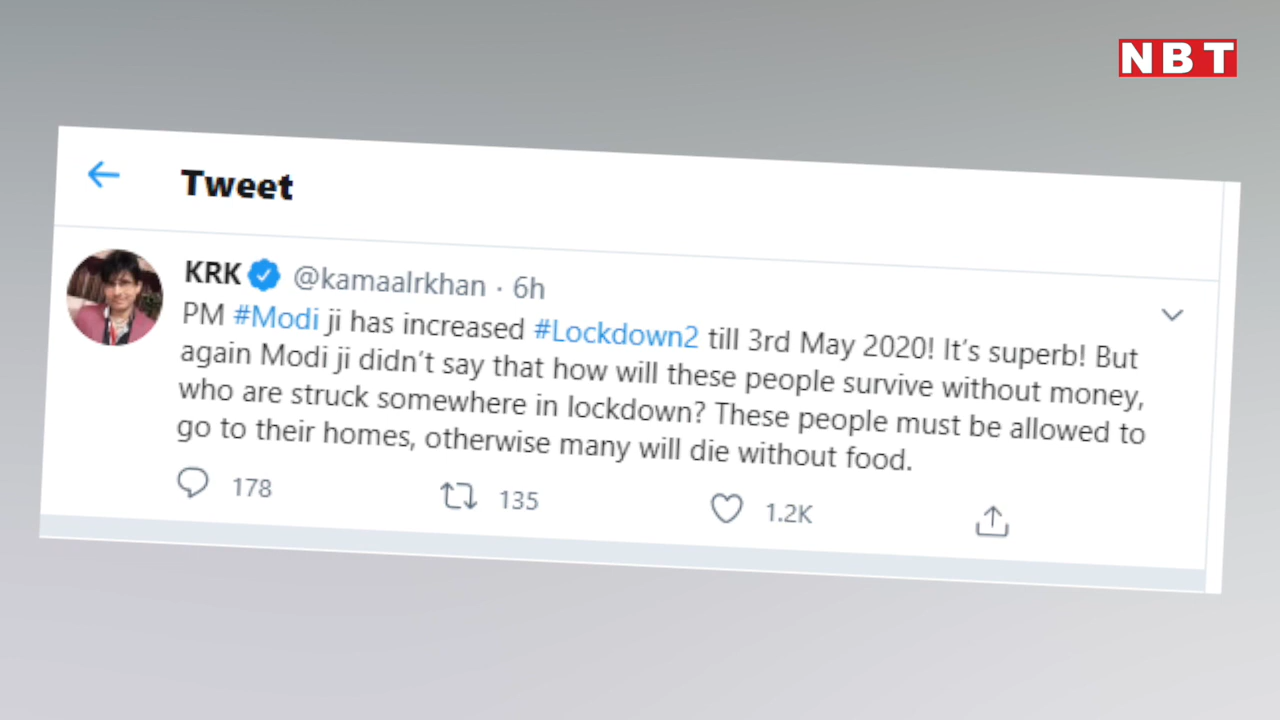 NBT
Tweet
KRK @kamaalrkhan · 6h
PM #Modi ji has increased #Lockdown2 till 3rd May 2020! It's superb! But
again Modi ji didn't say that how will these people survive without money,
who are struck somewhere in lockdown? These people must be allowed to
go to their homes, otherwise many will die without food.
178 135 1.2K